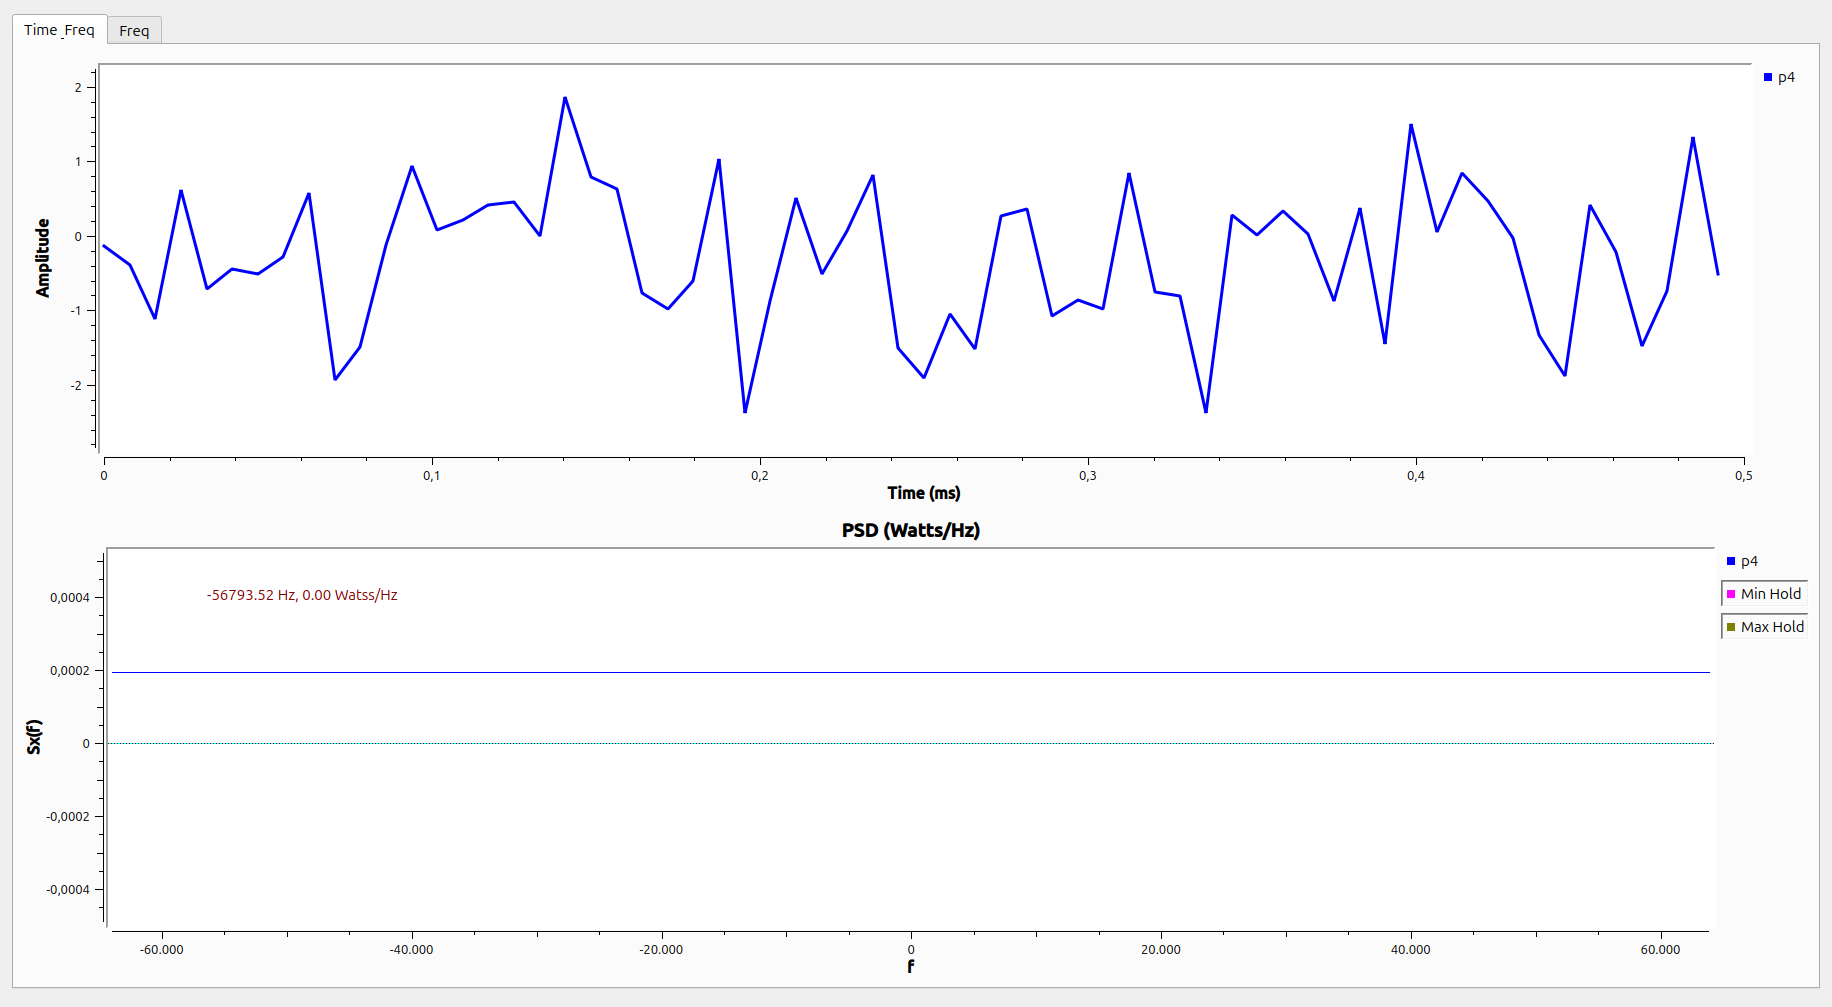 Time_Freq
Freq
p4
2
1
0
-1
-2
Amplitude
0
0,1
0,2
0,3
0,4
0,5
Time (ms)
PSD (Watts/Hz)
p4
Min Hold
Max Hold
-56793.52 Hz, 0.00 Watss/Hz
0,0004
0,0002
0
-0,0002
-0,0004
Sx(f)
-60.000
-40.000
-20.000
0
20.000
40.000
60.000
f